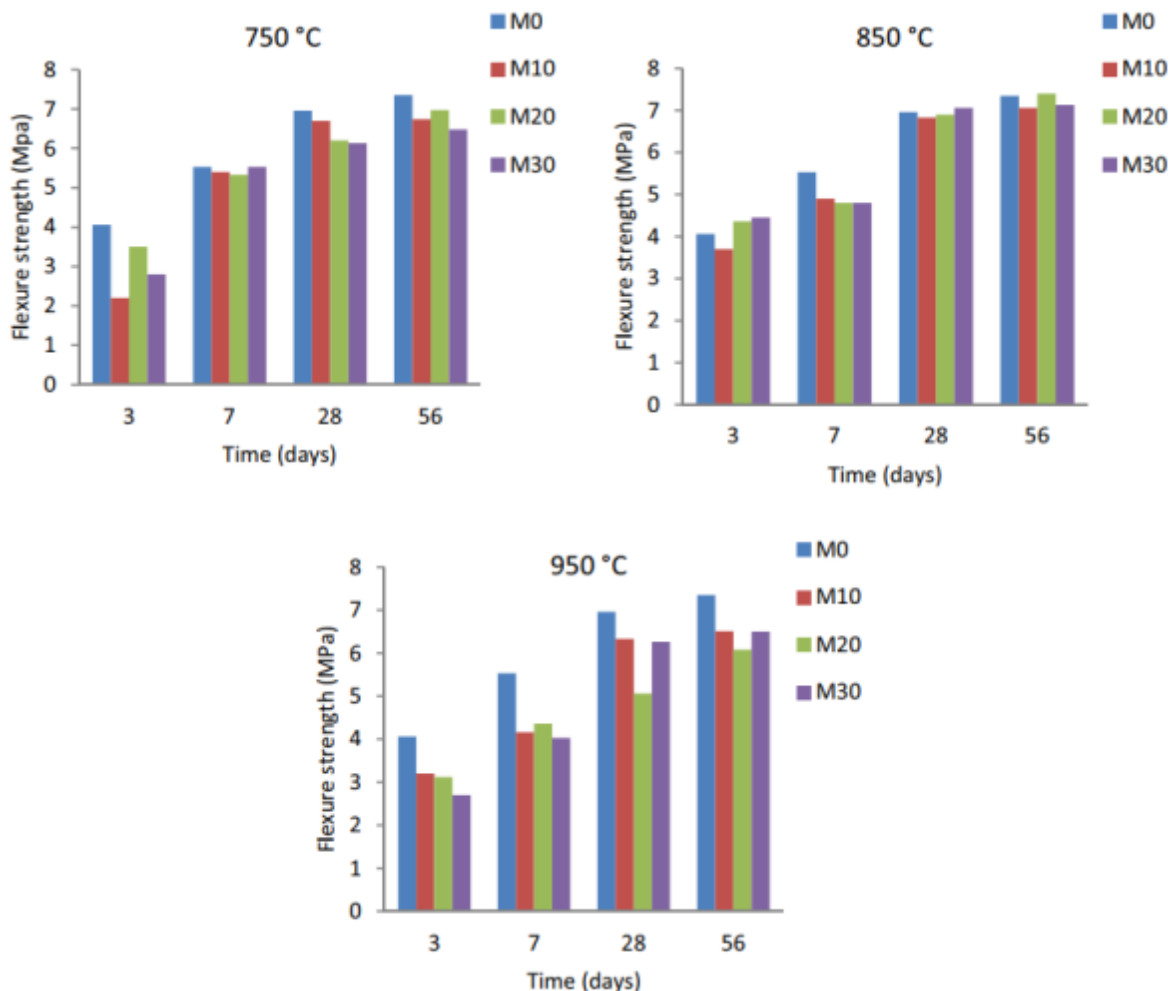 750 °C
M0
M10
M20
M30
Flexure strength (Mpa)
8
7
6
5
4
3
2
1
0
3 7 28 56
Time (days)
850 °C
M0
M10
M20
M30
Flexure strength (MPa)
8
7
6
5
4
3
2
1
0
3 7 28 56
Time (days)
950 °C
M0
M10
M20
M30
Flexure strength (MPa)
8
7
6
5
4
3
2
1
0
3 7 28 56
Time (days)